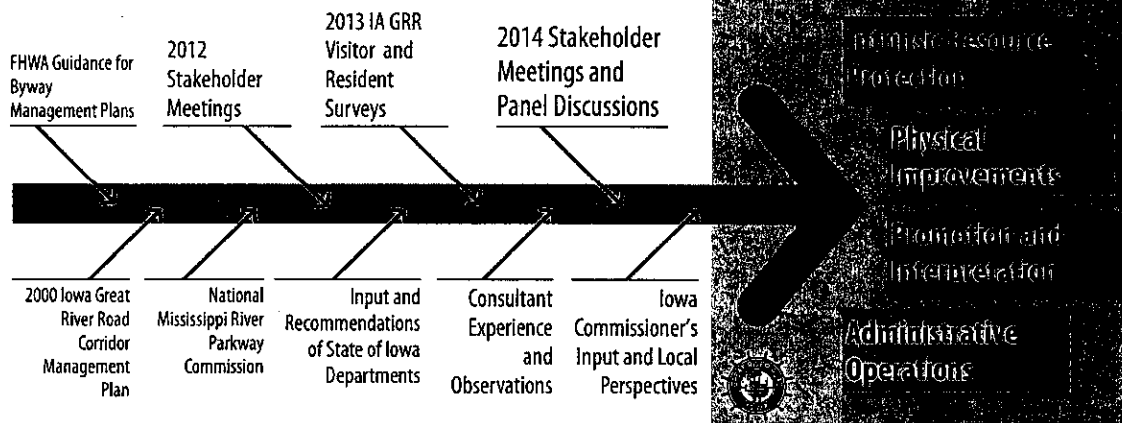 FHWA Guidance for
Byway
Management Plans
2012
Stakeholder
Meetings
2013 IA GRR
Visitor and
Resident
Surveys
2014 Stakeholder
Meetings and
Panel Discussions
2000 Iowa Great
River Road
Corridor
Management
Plan
National
Mississippi River
Parkway
Commission
Input and
Recommendations
of State of Iowa
Departments
Consultant
Experience
and
Observations
Iowa
Commissioner's
Input and Local
Perspectives
Intrinsic Resource
Protection
Physical
Improvements
Promotion and
Interpretation
Administrative
Operations